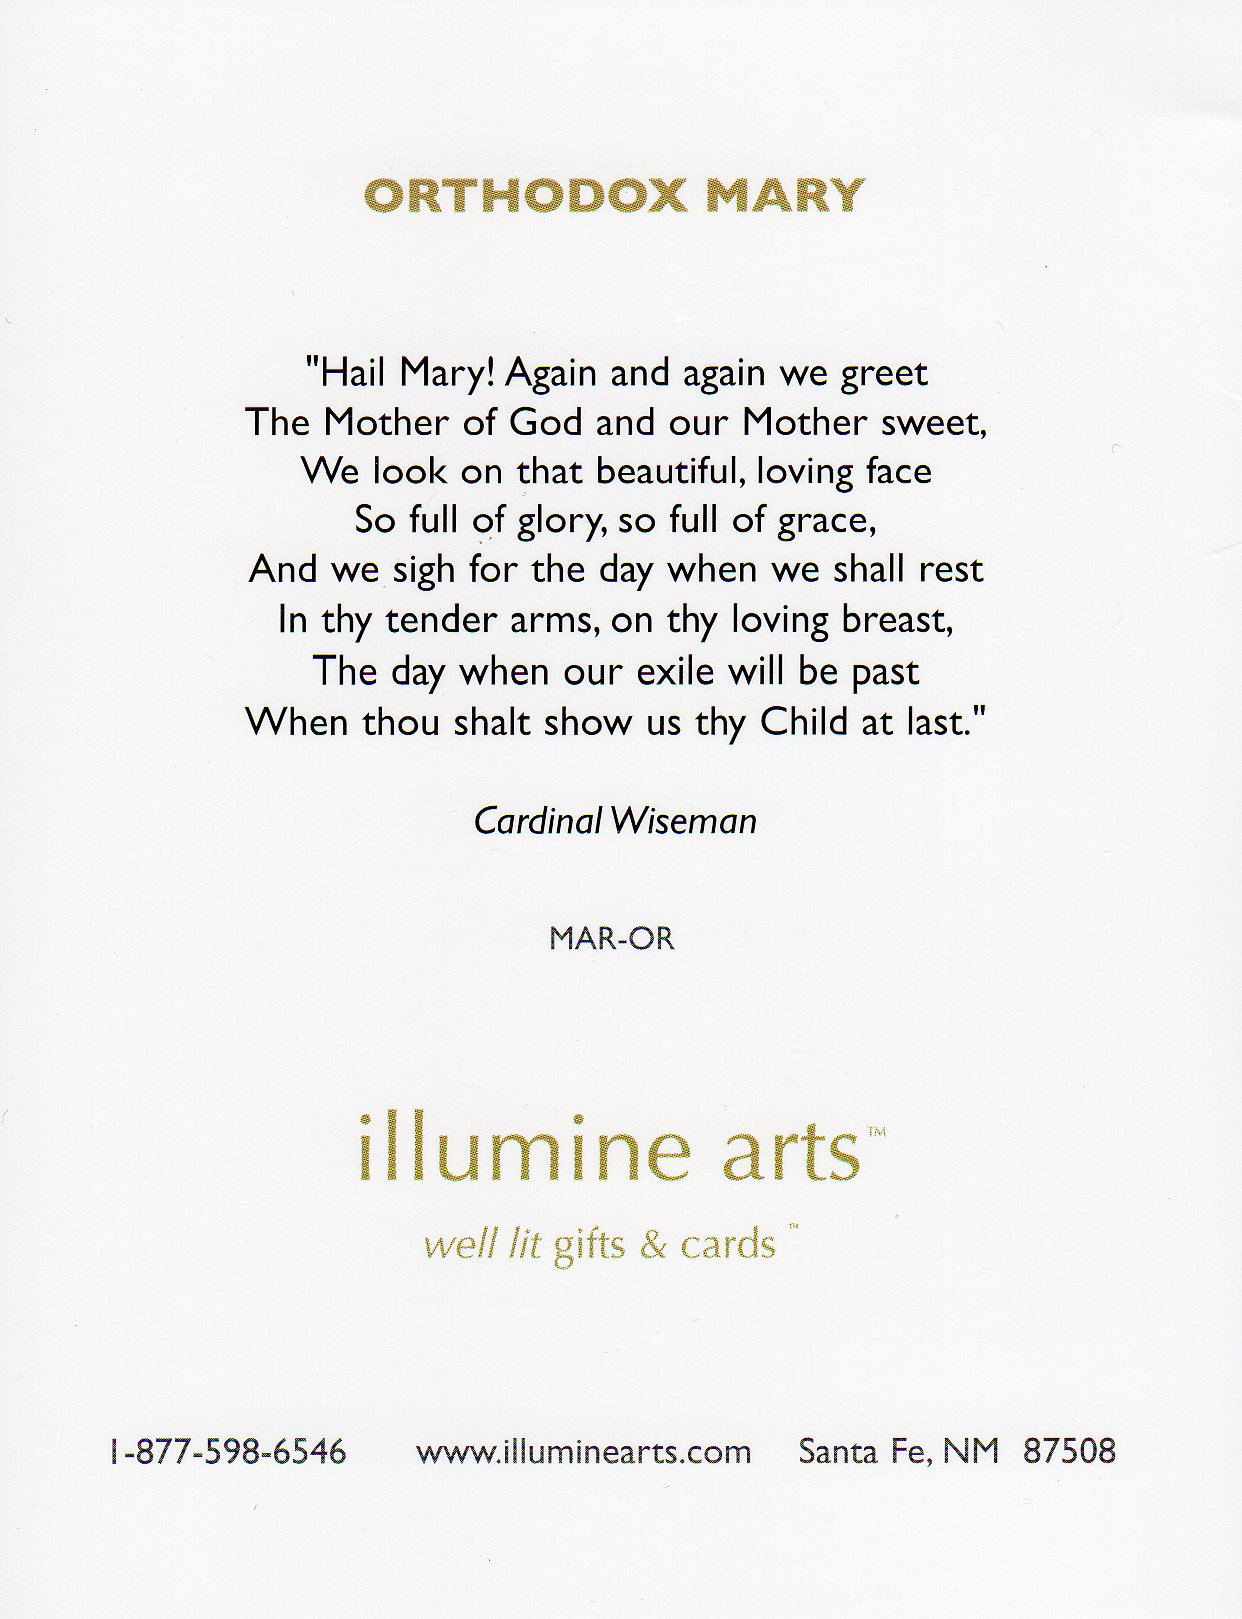 ORTHODOX MARY
"Hail Mary! Again and again we greet
The Mother of God and our Mother sweet,
We look on that beautiful, loving face
So full of glory, so full of grace,
And we sigh for the day when we shall rest
In thy tender arms, on thy loving breast,
The day when our exile will be past
When thou shalt show us thy Child at last."
Cardinal Wiseman
MAR-OR
illumine arts™
well lit gifts & cards™
1-877-598-6546 www.illuminearts.com Santa Fe, NM 87508